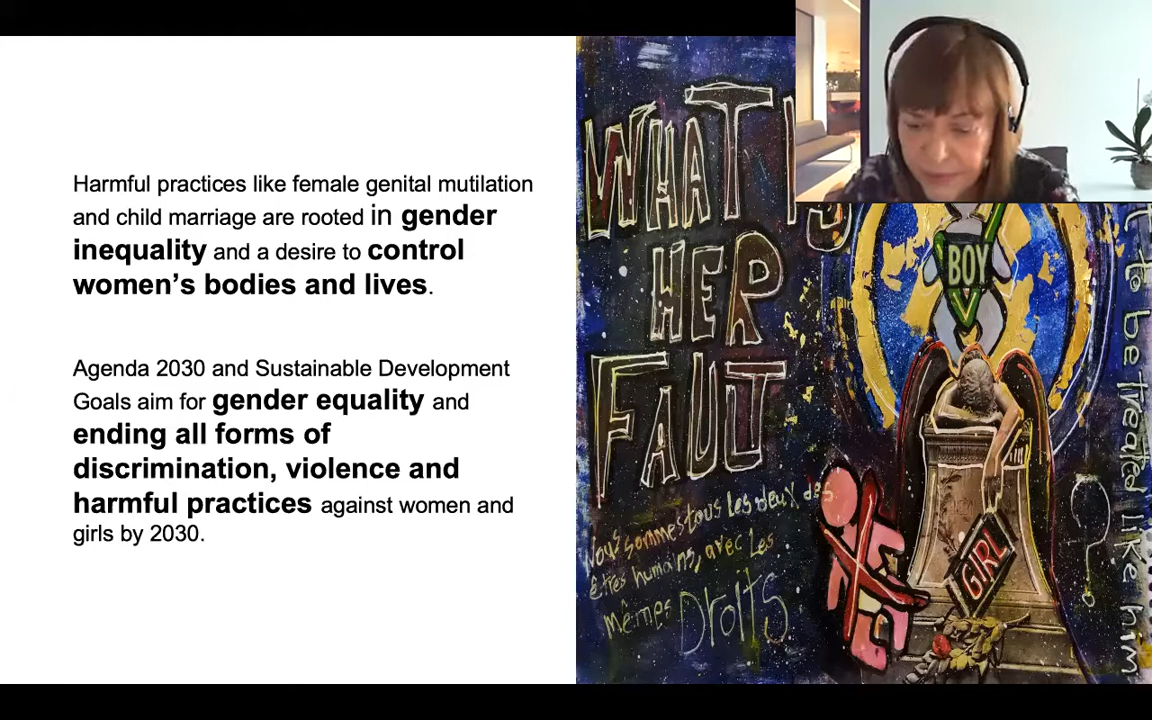 Harmful practices like female genital mutilation
and child marriage are rooted in gender
inequality and a desire to control
women's bodies and lives.
Agenda 2030 and Sustainable Development
Goals aim for gender equality and
ending all forms of
discrimination, violence and
harmful practices against women and
girls by 2030.
WHAT IS
HER
FAULT
Nous sommes tous les deux des
êtres humains, avec les
mêmes Droits
BOY
GIRL
to be treated like him
?